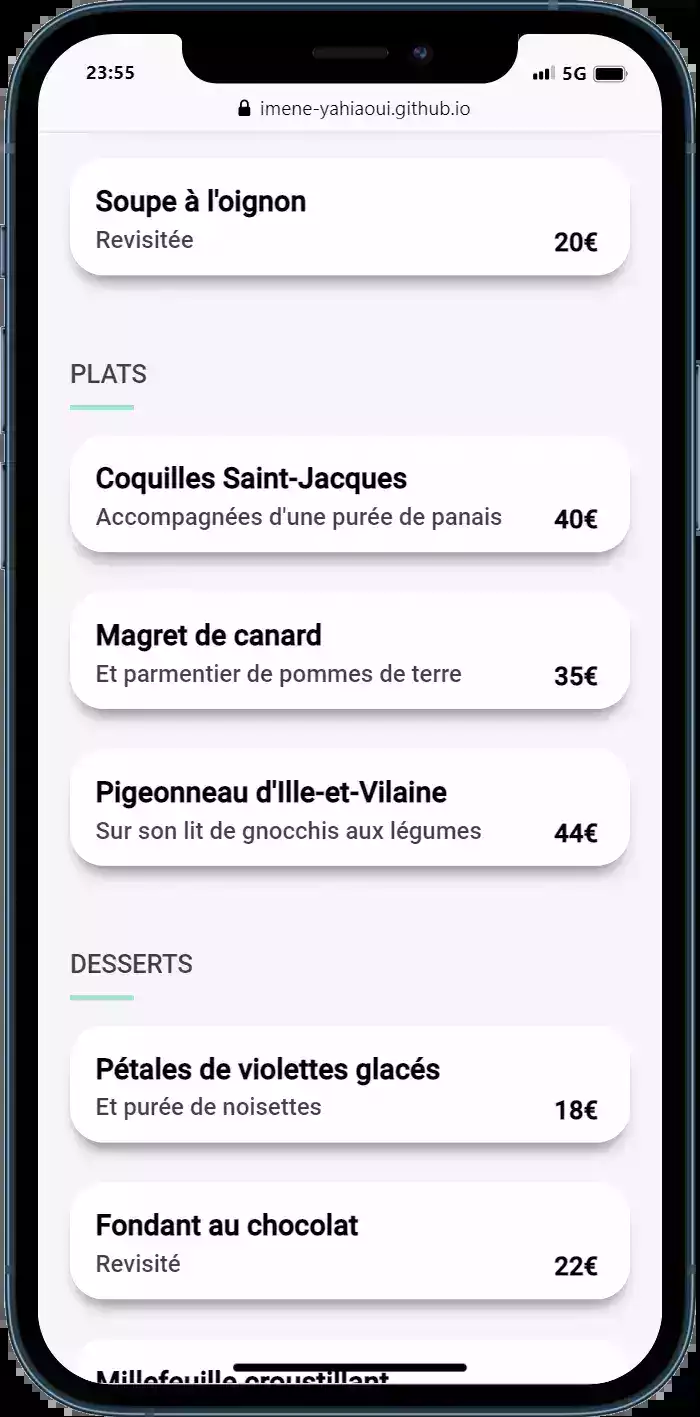 23:55
5G
imene-yahiaoui.github.io
Soupe à l'oignon
Revisitée
20€
PLATS
Coquilles Saint-Jacques
Accompagnées d'une purée de panais
40€
Magret de canard
Et parmentier de pommes de terre
35€
Pigeonneau d'Ille-et-Vilaine
Sur son lit de gnocchis aux légumes
44€
DESSERTS
Pétales de violettes glacés
Et purée de noisettes
18€
Fondant au chocolat
Revisité
22€
Millefeuille croustillant